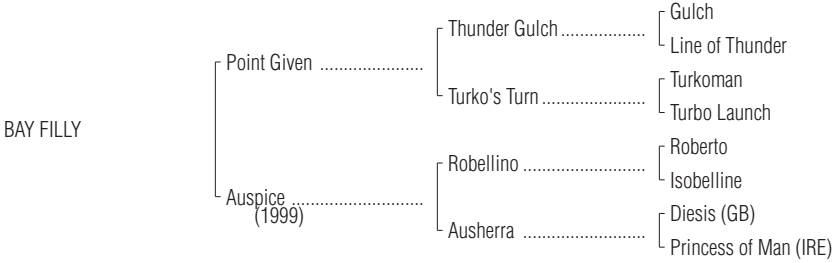 Gulch
Thunder Gulch ..................
Line of Thunder
Point Given ......................
Turkoman
Turko's Turn ......................
Turbo Launch
BAY FILLY
Roberto
Robellino ..........................
Isobelline
Auspice ............................
(1999)
Diesis (GB)
Ausherra ..........................
Princess of Man (IRE)